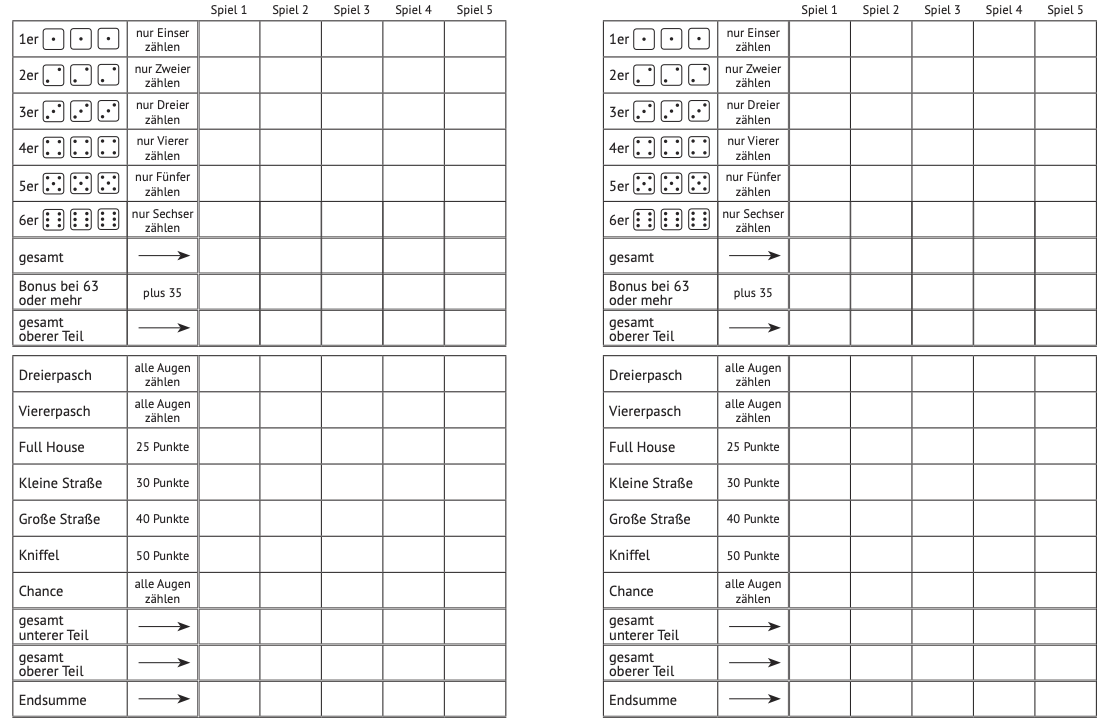 Spiel 1 Spiel 2 Spiel 3 Spiel 4 Spiel 5
1er nur Einser
zählen
2er nur Zweier
zählen
3er nur Dreier
zählen
4er nur Vierer
zählen
5er nur Fünfer
zählen
6er nur Sechser
zählen
gesamt
Bonus bei 63
oder mehr
plus 35
gesamt
oberer Teil
Dreierpasch
alle Augen
zählen
Viererpasch
alle Augen
zählen
Full House 25 Punkte
Kleine Straße 30 Punkte
Große Straße 40 Punkte
Kniffel 50 Punkte
Chance
alle Augen
zählen
gesamt
unterer Teil
gesamt
oberer Teil
Endsumme
Spiel 1 Spiel 2 Spiel 3 Spiel 4 Spiel 5
1er nur Einser
zählen
2er nur Zweier
zählen
3er nur Dreier
zählen
4er nur Vierer
zählen
5er nur Fünfer
zählen
6er nur Sechser
zählen
gesamt
Bonus bei 63
oder mehr
plus 35
gesamt
oberer Teil
Dreierpasch
alle Augen
zählen
Viererpasch
alle Augen
zählen
Full House 25 Punkte
Kleine Straße 30 Punkte
Große Straße 40 Punkte
Kniffel 50 Punkte
Chance
alle Augen
zählen
gesamt
unterer Teil
gesamt
oberer Teil
Endsumme